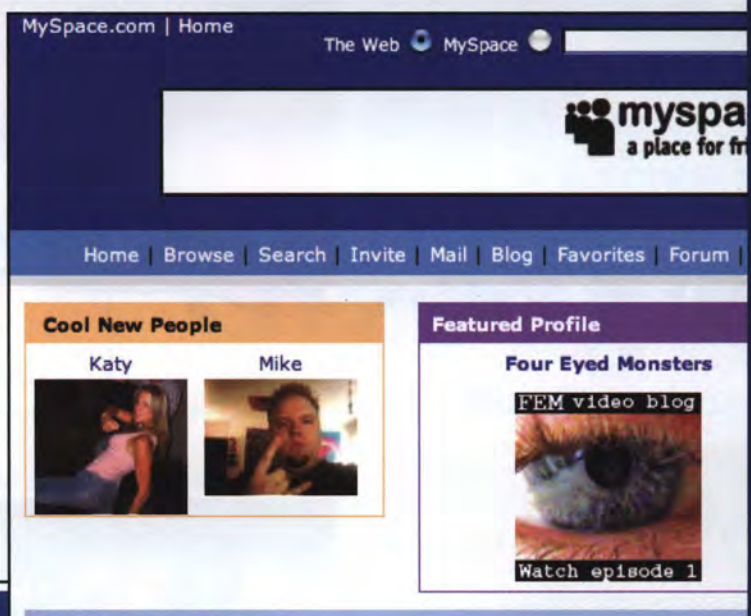 MySpace.com | Home
The Web MySpace
myspa
a place for fr
Home | Browse | Search | Invite | Mail | Blog | Favorites | Forum |
Cool New People
Featured Profile
Katy Mike
Four Eyed Monsters
FEM video blog
Watch episode 1